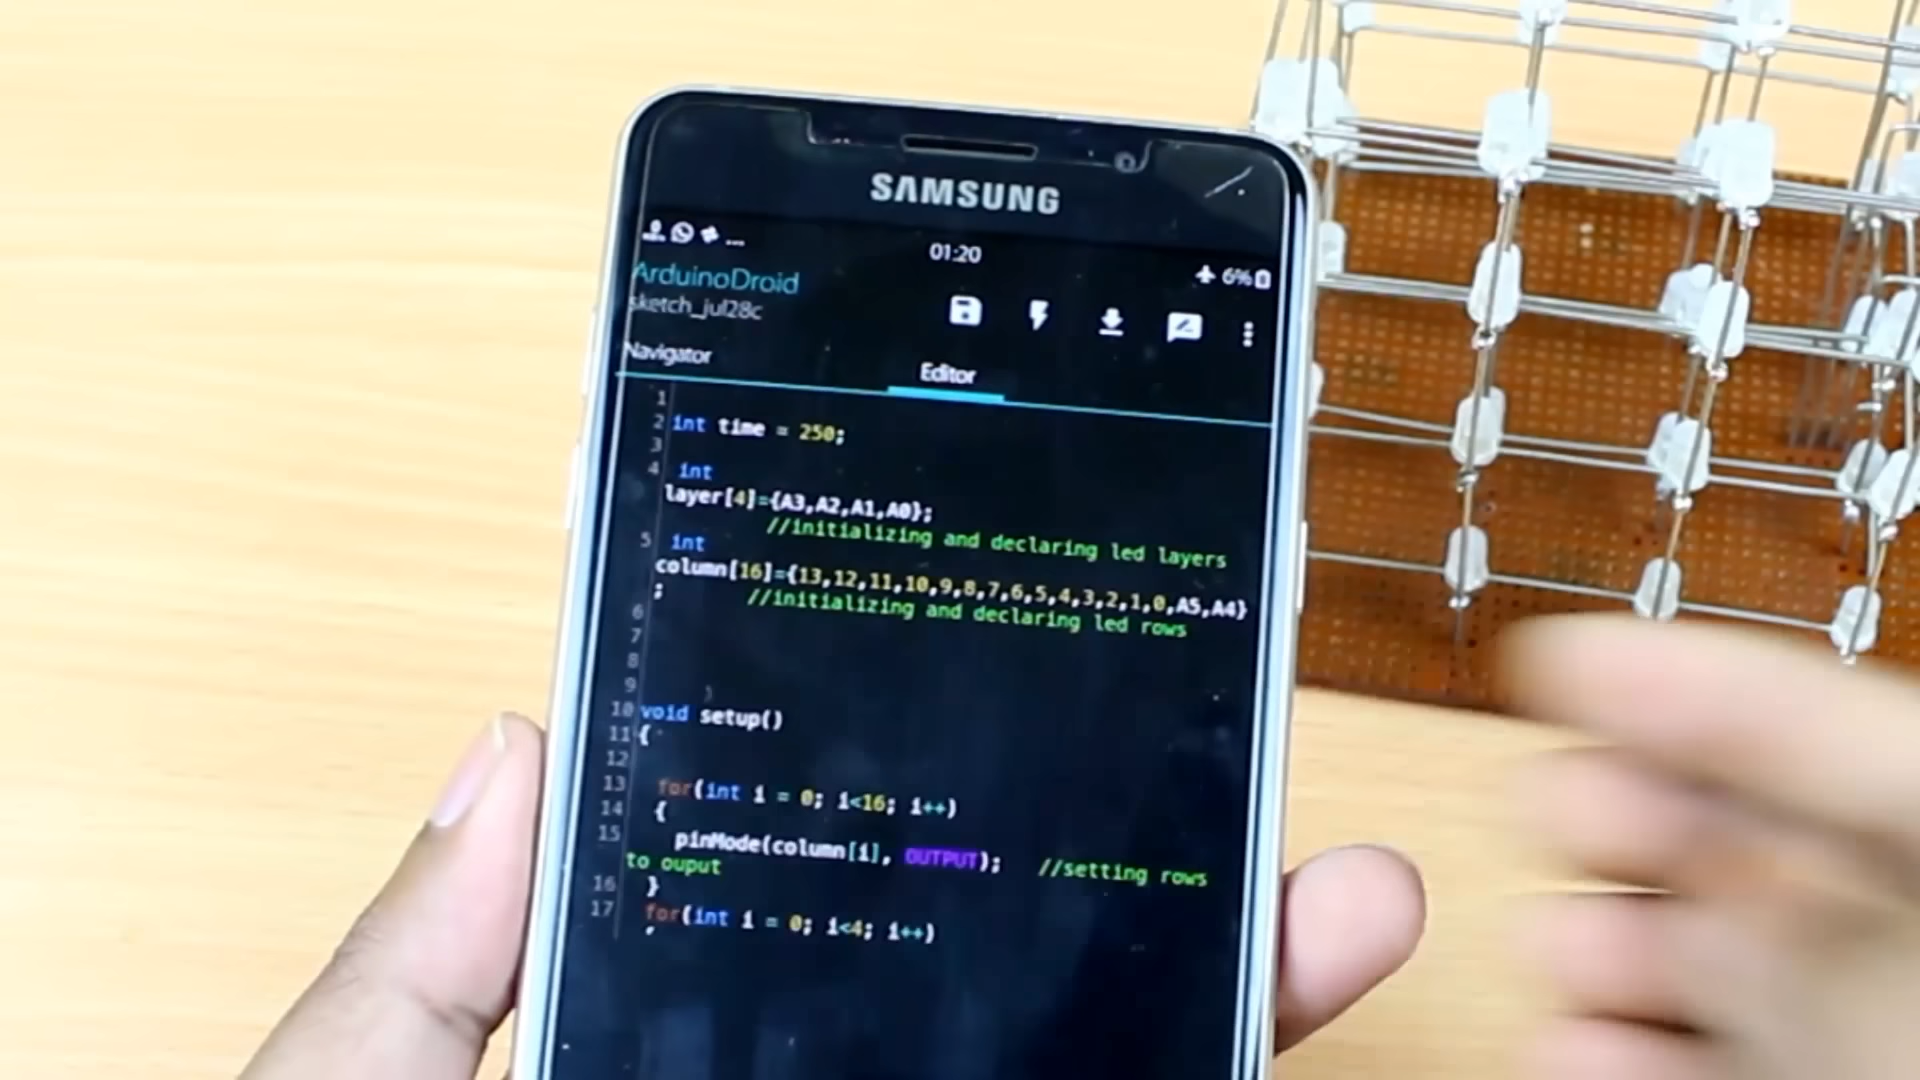 SAMSUNG
... 01:20 6%
ArduinoDroid
sketch_jul28c
Navigator Editor
1
2 int time = 250;
3
4 int
layer[4]={A3,A2,A1,A0};
//initializing and declaring led layers
5 int
column[16]={13,12,11,10,9,8,7,6,5,4,3,2,1,0,A5,A4}
; //initializing and declaring led rows
6
7
8
9
10 void setup()
11 {
12
13 for(int i = 0; i<16; i++)
14 {
15 pinMode(column[i], OUTPUT); //setting rows
to ouput
16 }
17 for(int i = 0; i<4; i++)